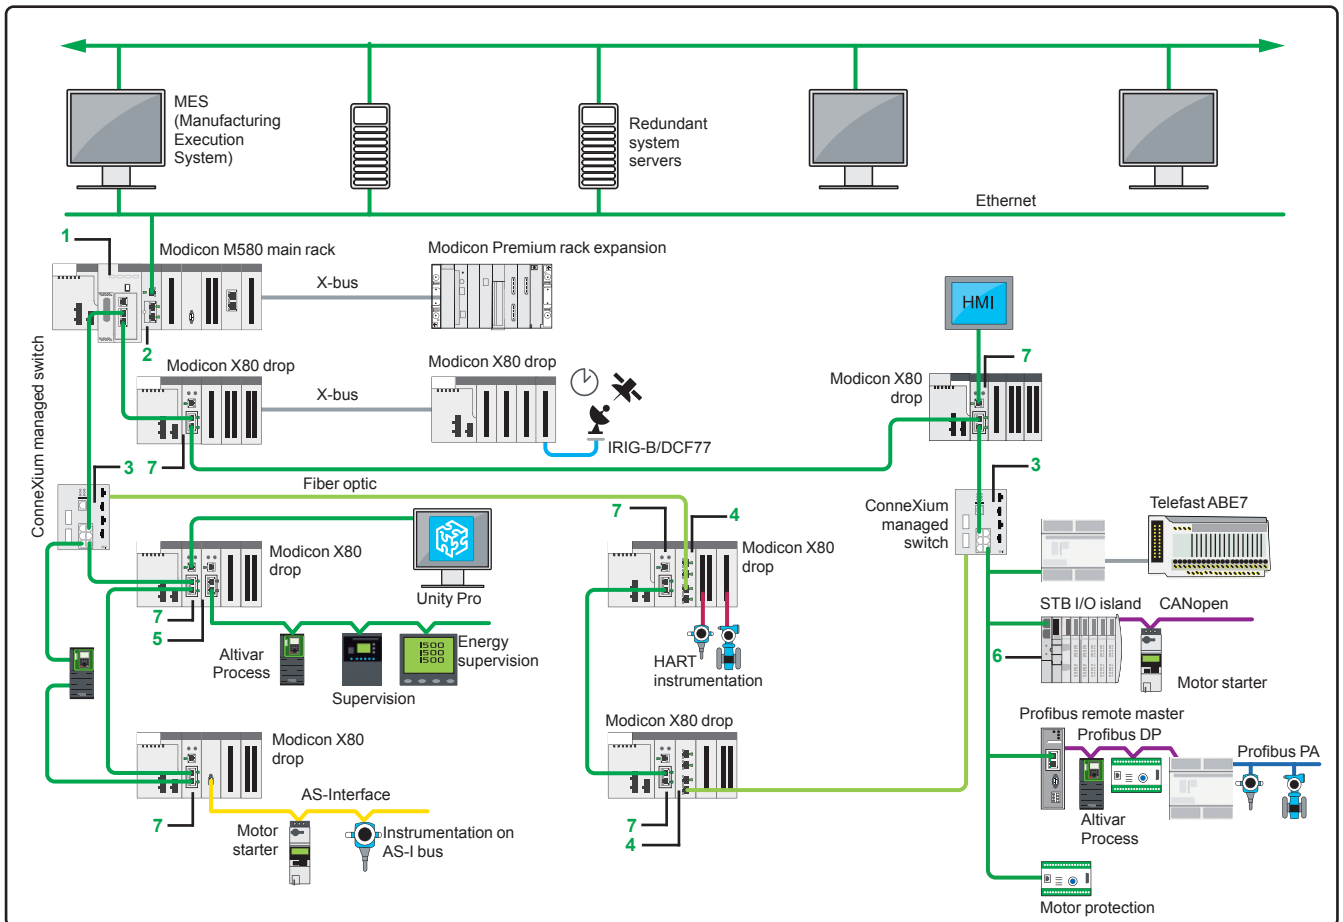 MES
(Manufacturing
Execution
System)
Redundant
system
servers
Ethernet
1
Modicon M580 main rack
Modicon Premium rack expansion
X-bus
HMI
2
Modicon X80 drop
Modicon X80 drop
7
Modicon X80
drop
X-bus
ConneXium managed switch
IRIG-B/DCF77
3
7
3
Fiber optic
ConneXium
managed
switch
Telefast ABE7
7
4
Modicon X80
drop
Modicon X80
drop
Unity Pro
7
5
STB I/O island
CANopen
1500
1500
1500
Energy
supervision
Altivar
Process
HART
instrumentation
6
Supervision
Motor starter
Modicon X80 drop
Profibus remote master
Modicon X80
drop
Profibus DP
Profibus PA
AS-Interface
7
7
4
Motor
starter
Instrumentation on
AS-I bus
Altivar
Process
Motor protection